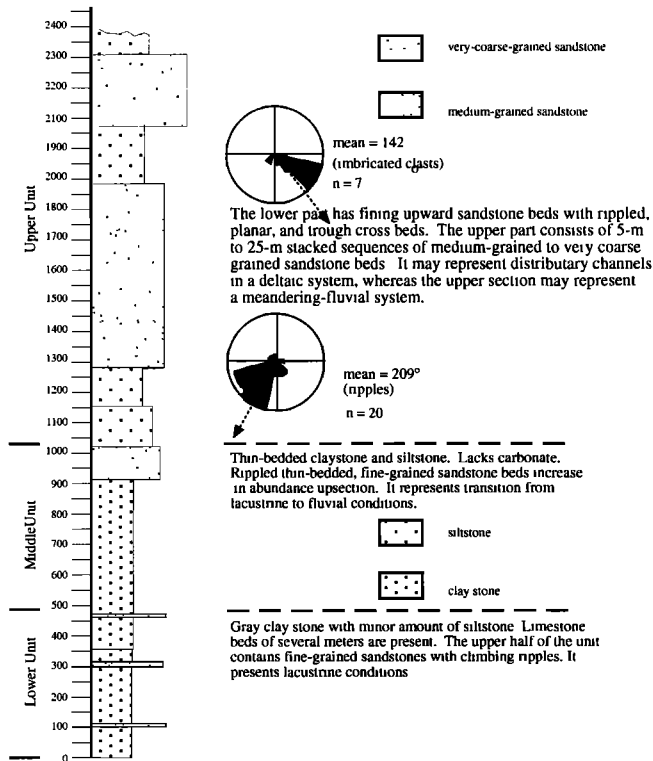 2400
2300
2200
2100
1900
2000
1800
1700
1600
1500
1400
1300
1200
1100
1000
900
800
700
600
500
400
300
200
100
0
Upper Unit
MiddleUnit
Lower Unit
very-coarse-grained sandstone
medium-grained sandstone
mean = 142
(imbricated clasts)
n = 7
The lower part has fining upward sandstone beds with rippled,
planar, and trough cross beds. The upper part consists of 5-m
to 25-m stacked sequences of medium-grained to very coarse
grained sandstone beds It may represent distributary channels
in a deltaic system, whereas the upper section may represent
a meandering-fluvial system.
mean = 209°
(ripples)
n = 20
Thin-bedded claystone and siltstone. Lacks carbonate.
Rippled thin-bedded, fine-grained sandstone beds increase
in abundance upsection. It represents transition from
lacustrine to fluvial conditions.
siltstone
clay stone
Gray clay stone with minor amount of siltstone Limestone
beds of several meters are present. The upper half of the unit
contains fine-grained sandstones with climbing ripples. It
presents lacustrine conditions